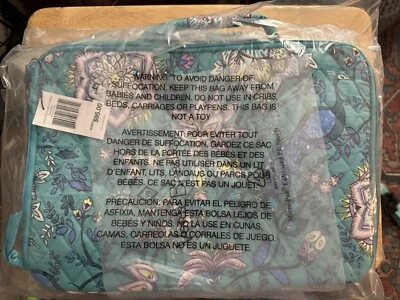 WARNING: TO AVOID DANGER OF
SUFFOCATION, KEEP THIS BAG AWAY FROM
BABIES AND CHILDREN. DO NOT USE IN CRIBS,
BEDS, CARRIAGES OR PLAYPENS. THIS BAG IS
NOT A TOY
AVERTISSEMENT: POUR EVITER TOUT
DANGER DE SUFFOCATION, GARDEZ CE SAC
HORS DE LA PORTÉE DES BÉBÉS ET DES
ENFANTS. NE PAS UTILISER DANS UN LIT
D'ENFANT, LITS, LANDAUS OU PARCS POUR
BÉBÉS. CE SAC N'EST PAS UN JOUET.
PRECAUCION: PARA EVITAR EL PELIGRO DE
ASFIXIA, MANTENGA ESTA BOLSA LEJOS DE
BEBÉS Y NIÑOS. NO LA USE EN CUNAS,
CAMAS, CARREOLAS O CORRALES DE JUEGO.
ESTA BOLSA NO ES UN JUGUETE.